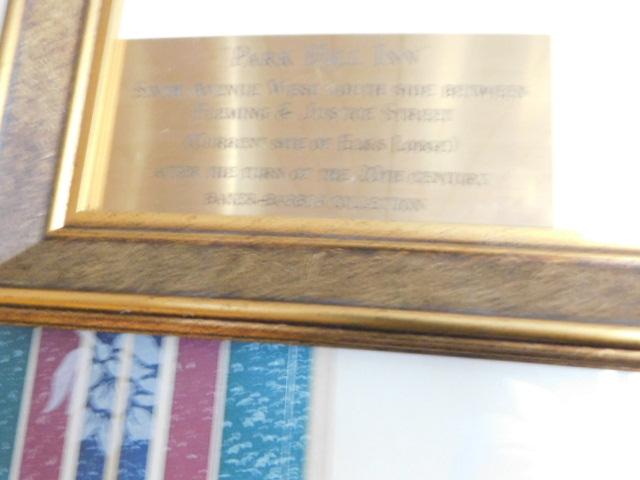 Park Hill Inn
Sixth Avenue West south side between
Fleming & Justice Street
(Current site of Elks Lodge)
after the turn of the 20th century
baker-barber collection